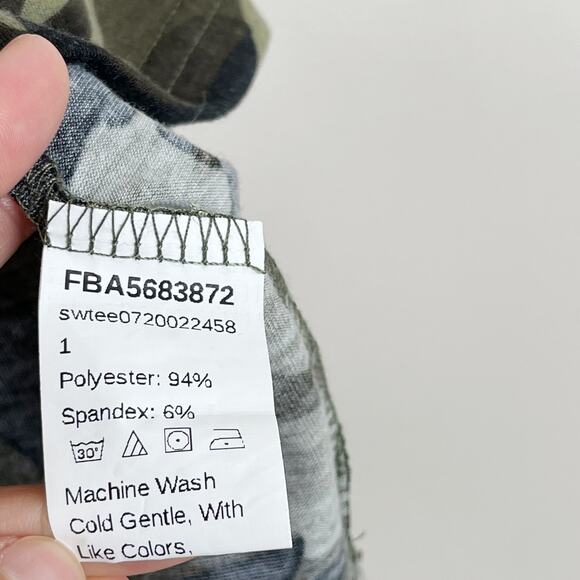 FBA5683872
swtee0720022458
1
Polyester: 94%
Spandex: 6%
30°
Machine Wash
Cold Gentle, With
Like Colors,